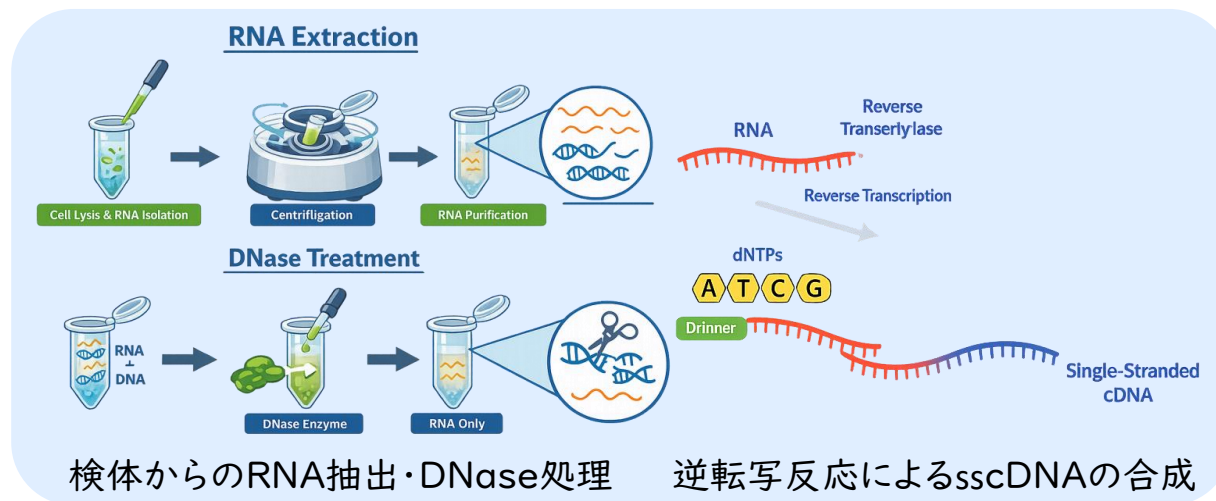 RNA Extraction
Cell Lysis & RNA Isolation
Centrifligation
RNA Purification
DNase Treatment
RNA
+
DNA
DNase Enzyme
RNA Only
検体からのRNA抽出・DNase処理
RNA
Reverse
Transerlylase
Reverse Transcription
dNTPs
A T C G
Drinner
Single-Stranded
cDNA
逆転写反応によるsscDNAの合成